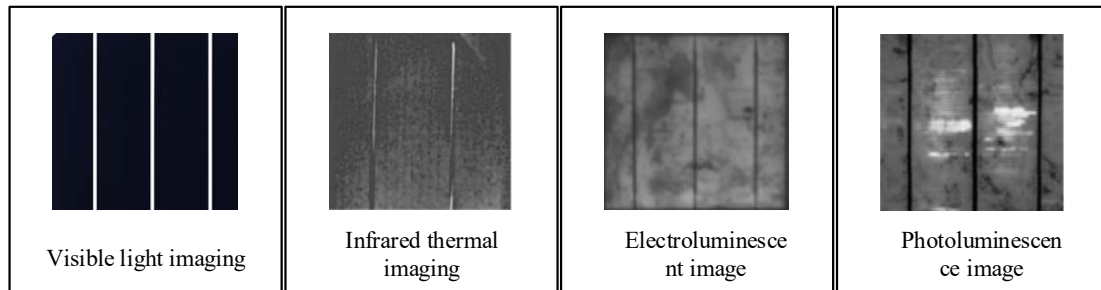 Visible light imaging
Infrared thermal
imaging
Electroluminesce
nt image
Photoluminescen
ce image